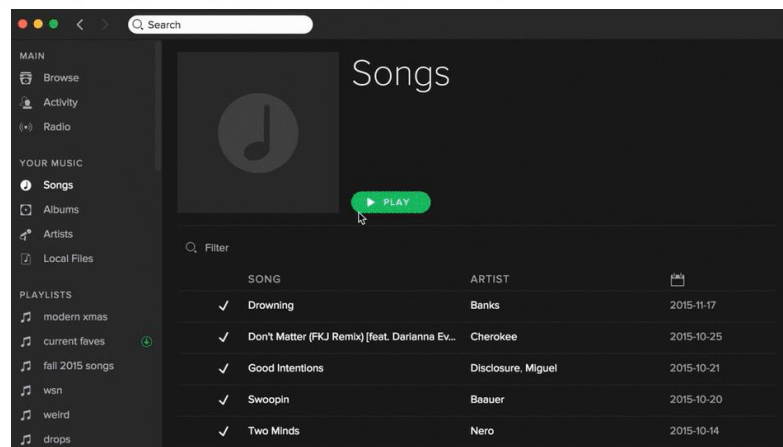 Search
MAIN
Browse
Activity
Radio
YOUR MUSIC
Songs
Albums
Artists
Local Files
PLAYLISTS
modern xmas
current faves
fall 2015 songs
wsn
weird
drops
Songs
PLAY
Filter
SONG ARTIST
Drowning Banks 2015-11-17
Don't Matter (FKJ Remix) [feat. Darianna Ev... Cherokee 2015-10-25
Good Intentions Disclosure, Miguel 2015-10-21
Swoopin Baauer 2015-10-20
Two Minds Nero 2015-10-14